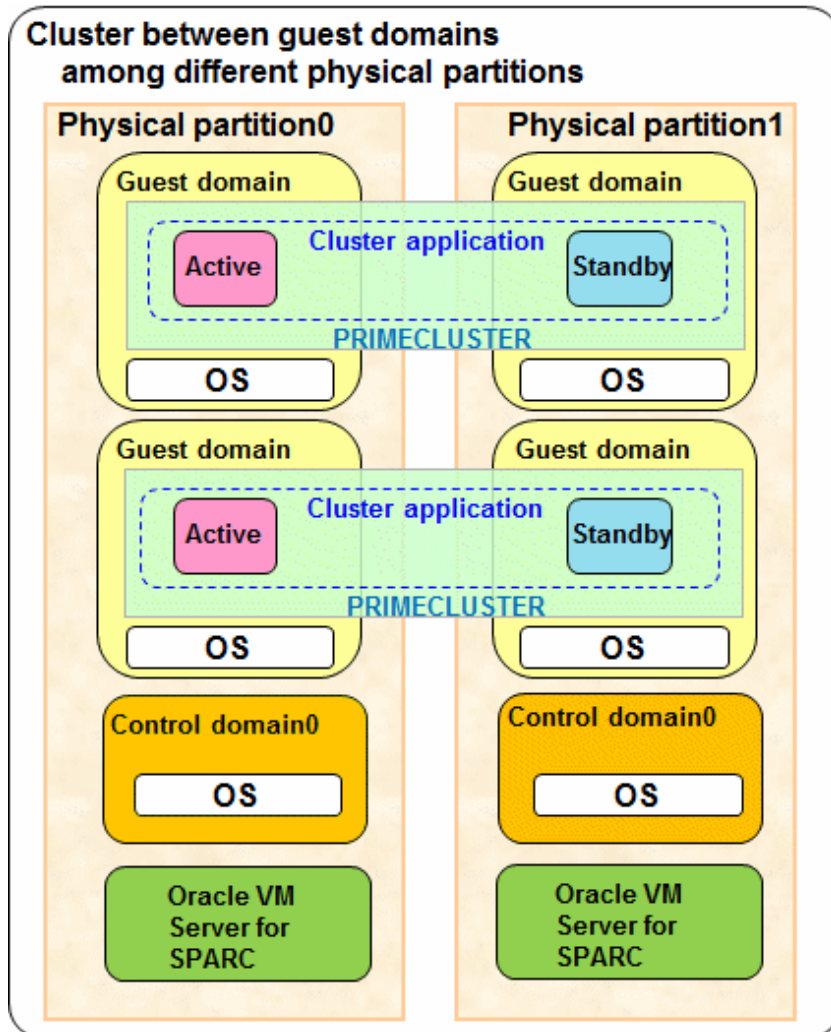 Cluster between guest domains
among different physical partitions
Physical partition0
Physical partition1
Guest domain
Guest domain
Cluster application
Active
Standby
PRIMECLUSTER
OS
OS
Guest domain
Guest domain
Cluster application
Active
Standby
PRIMECLUSTER
OS
OS
Control domain0
Control domain0
OS
OS
Oracle VM
Server for
SPARC
Oracle VM
Server for
SPARC